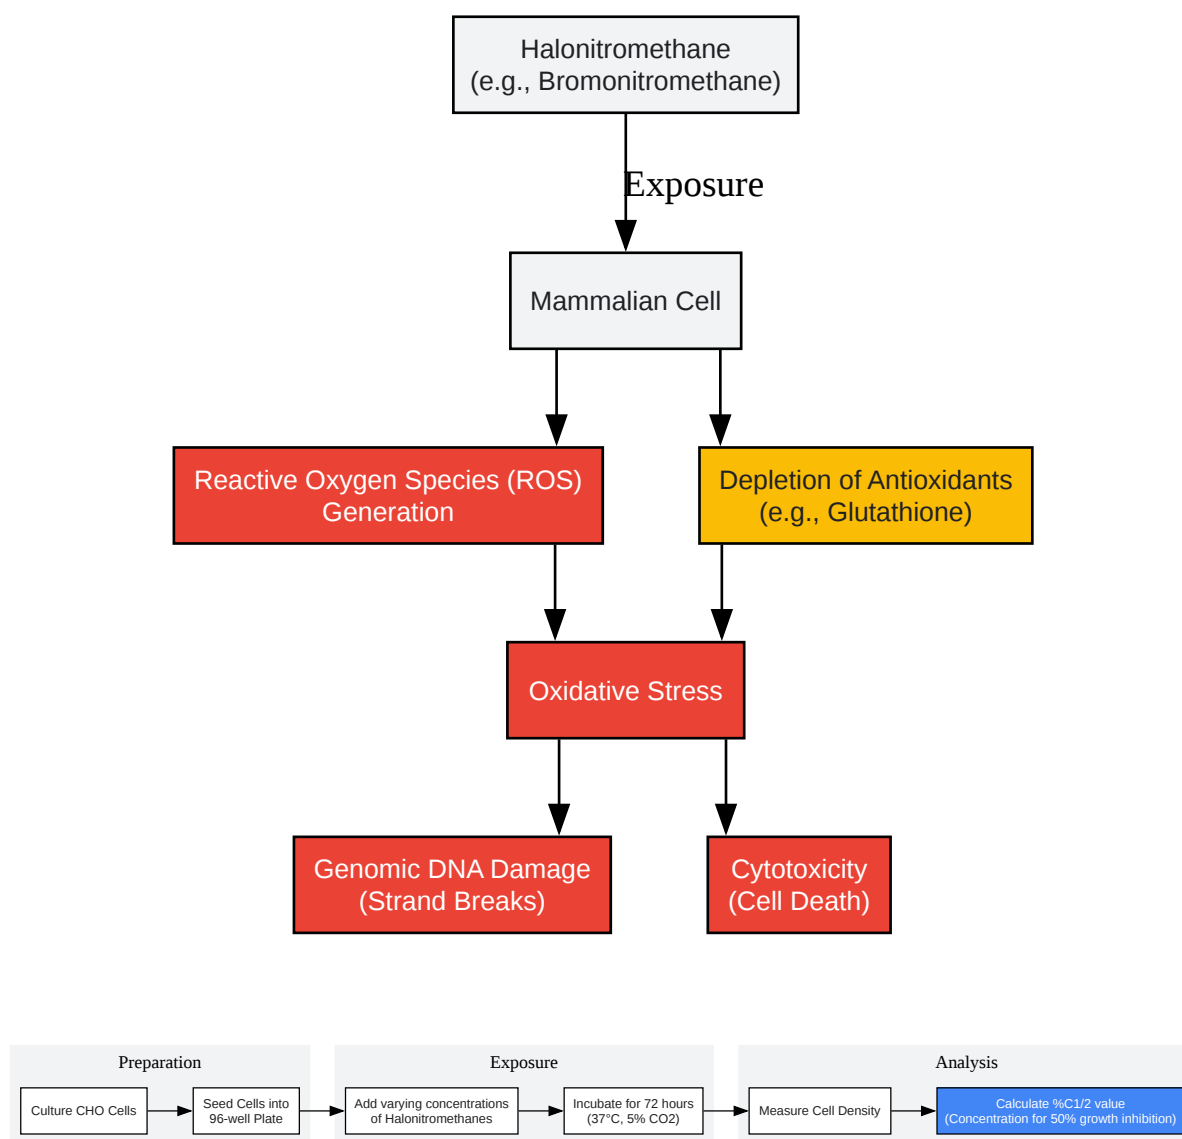 Halonitromethane
(e.g., Bromonitromethane)
Exposure
Mammalian Cell
Reactive Oxygen Species (ROS)
Generation
Depletion of Antioxidants
(e.g., Glutathione)
Oxidative Stress
Genomic DNA Damage
(Strand Breaks)
Cytotoxicity
(Cell Death)
Preparation
Culture CHO Cells
Seed Cells into
96-well Plate
Exposure
Add varying concentrations
of Halonitromethanes
Incubate for 72 hours
(37°C, 5% CO2)
Analysis
Measure Cell Density
Calculate %C1/2 value
(Concentration for 50% growth inhibition)